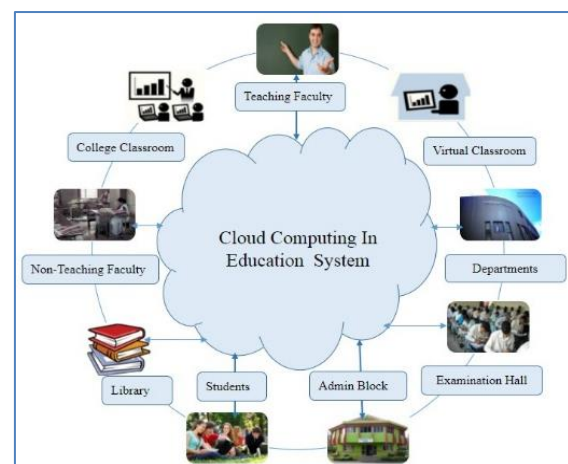 Teaching Faculty
College Classroom
Virtual Classroom
Cloud Computing In
Education System
Non-Teaching Faculty
Departments
Library
Students
Admin Block
Examination Hall